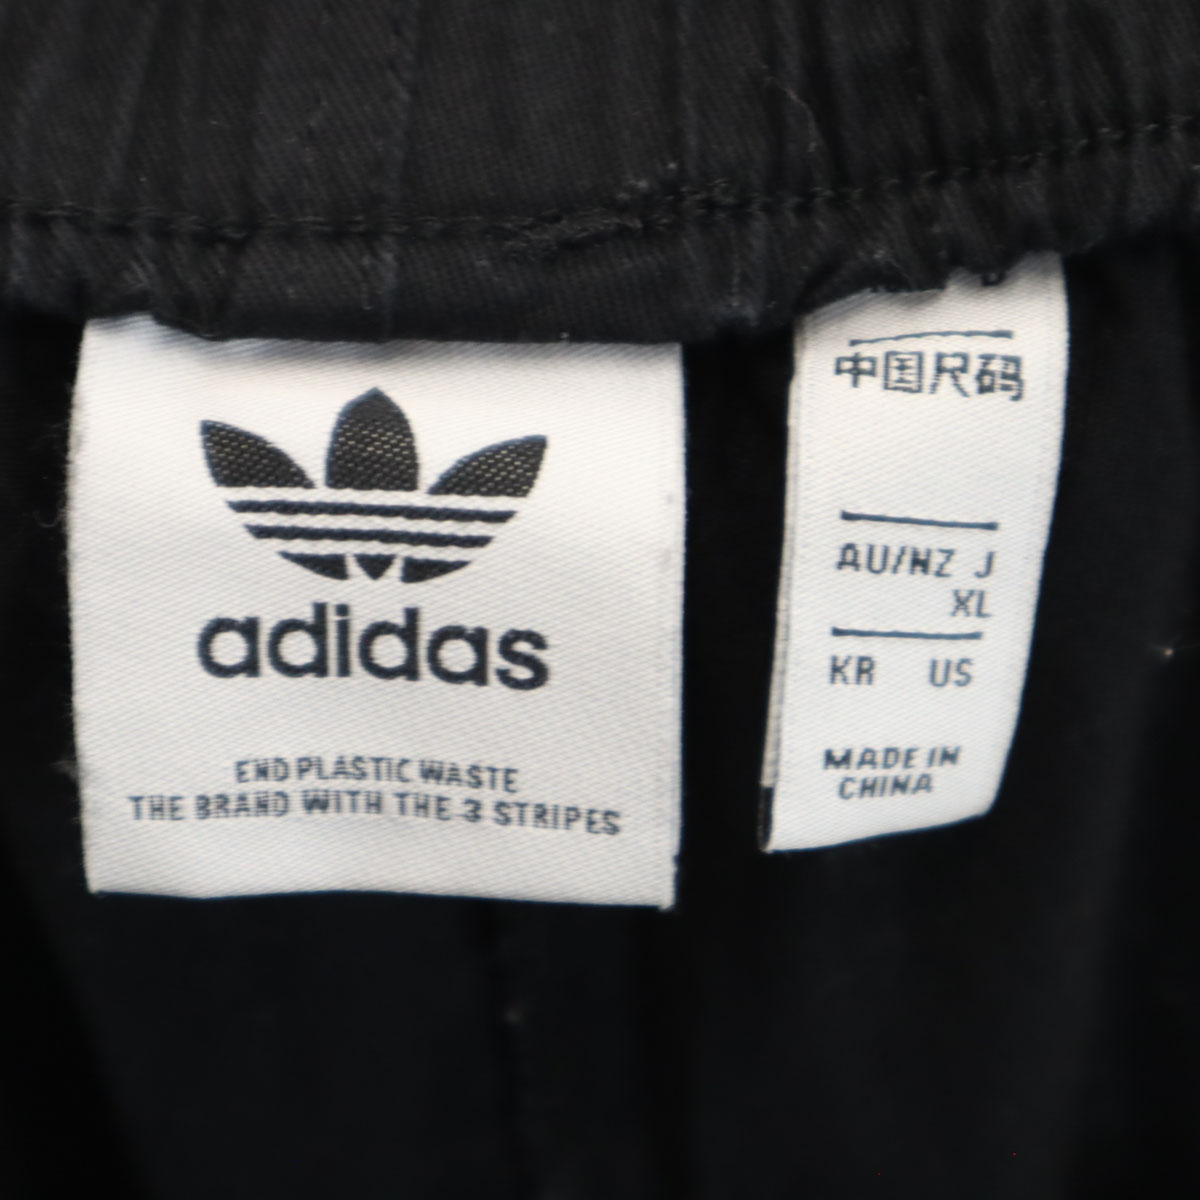 adidas
END PLASTIC WASTE
THE BRAND WITH THE 3 STRIPES
中国尺码
AU/NZ J
XL
KR US
MADE IN
CHINA